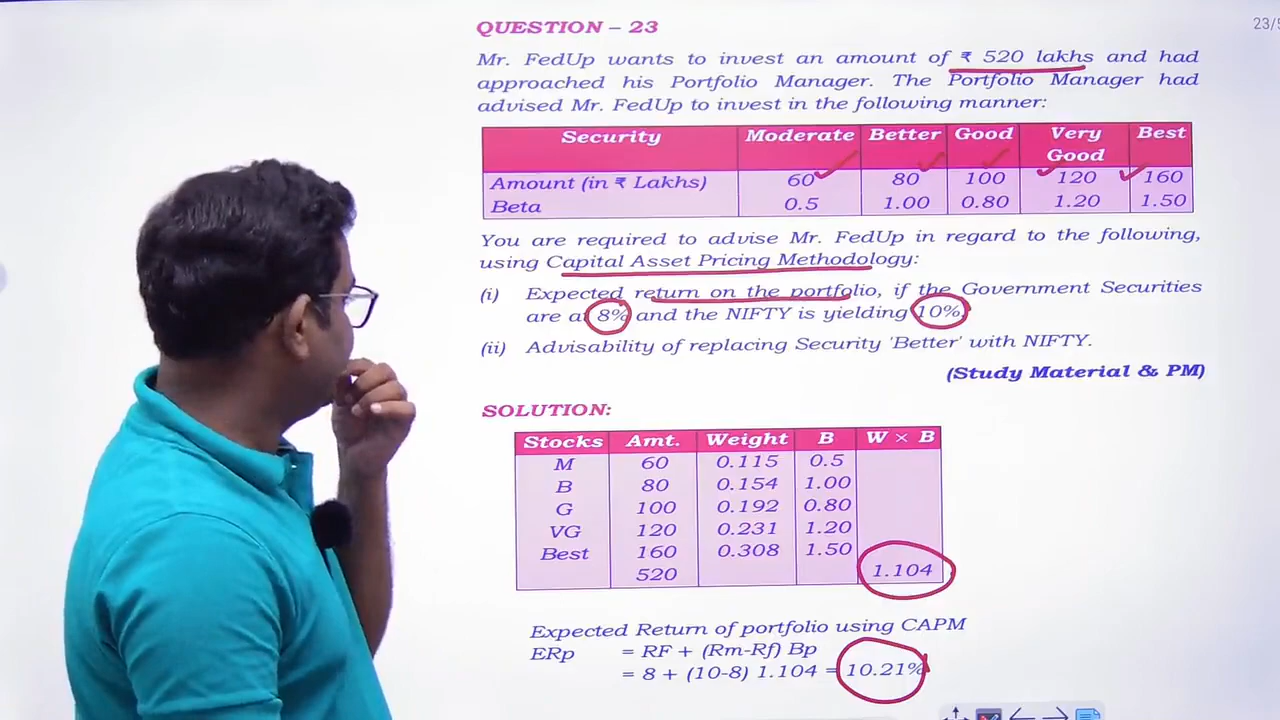 23/5
QUESTION – 23
Mr. FedUp wants to invest an amount of ₹ 520 lakhs and had
approached his Portfolio Manager. The Portfolio Manager had
advised Mr. FedUp to invest in the following manner:
Security Moderate Better Good Very Good Best
Amount (in ₹ Lakhs) 60 80 100 120 160
Beta 0.5 1.00 0.80 1.20 1.50
You are required to advise Mr. FedUp in regard to the following,
using Capital Asset Pricing Methodology:
(i) Expected return on the portfolio, if the Government Securities
are at 8% and the NIFTY is yielding 10%.
(ii) Advisability of replacing Security 'Better' with NIFTY.
(Study Material & PM)
SOLUTION:
Stocks Amt. Weight B W × B
M 60 0.115 0.5
B 80 0.154 1.00
G 100 0.192 0.80
VG 120 0.231 1.20
Best 160 0.308 1.50
520 1.104
Expected Return of portfolio using CAPM
ERp = RF + (Rm-Rf) Bp
= 8 + (10-8) 1.104 = 10.21%